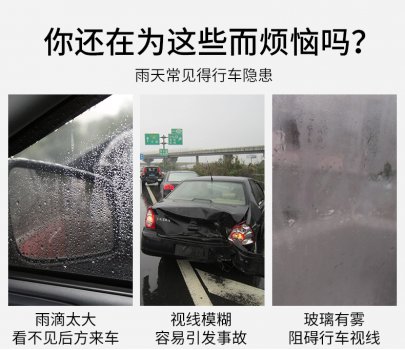 你还在为这些而烦恼吗？
雨天常见得行车隐患
雨滴太大
看不见后方来车
视线模糊
容易引发事故
玻璃有雾
阻碍行车视线